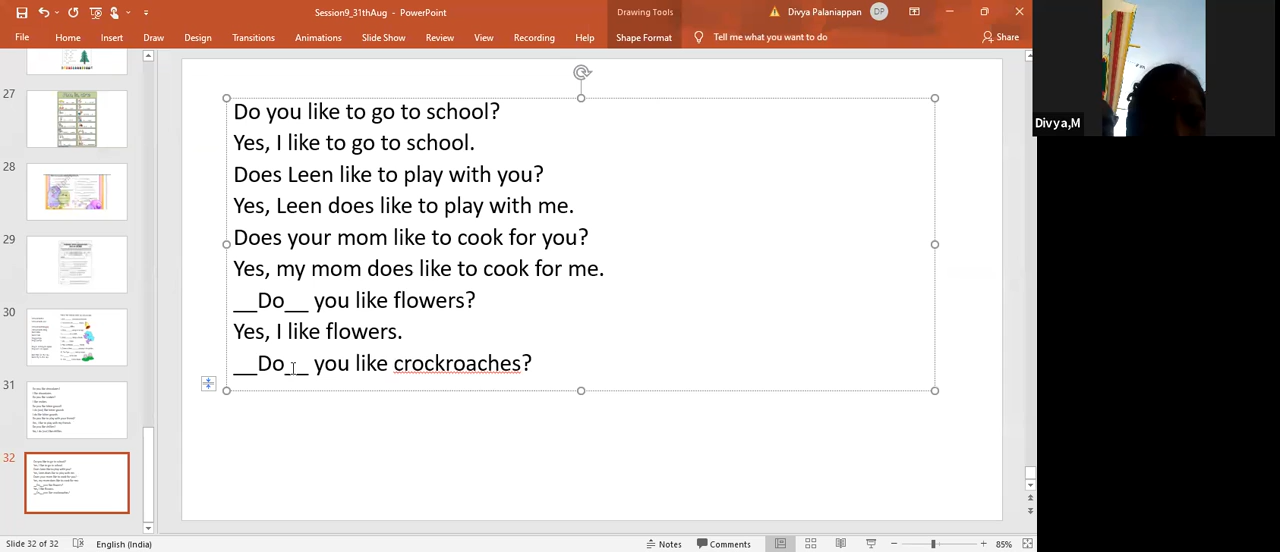 Session9_31thAug - PowerPoint
Drawing Tools
Divya Palaniappan
DP
File
Home
Insert
Draw
Design
Transitions
Animations
Slide Show
Review
View
Recording
Help
Shape Format
Tell me what you want to do
Share
27
28
29
30
31
32
Do you like to go to school?
Yes, I like to go to school.
Does Leen like to play with you?
Yes, Leen does like to play with me.
Does your mom like to cook for you?
Yes, my mom does like to cook for me.
__Do__ you like flowers?
Yes, I like flowers.
__Do__ you like crockroaches?
Divya,M
Slide 32 of 32
English (India)
Notes
Comments
85%